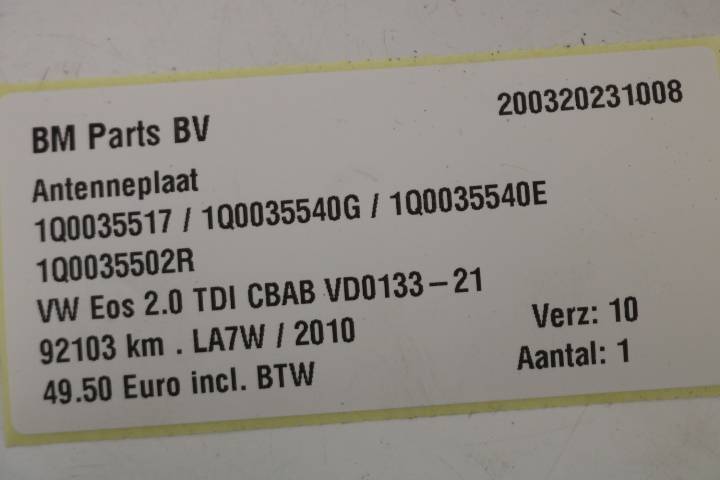 BM Parts BV 200320231008
Antenneplaat
1Q0035517 / 1Q0035540G / 1Q0035540E
1Q0035502R
VW Eos 2.0 TDI CBAB VD0133-21
92103 km . LA7W / 2010 Verz: 10
49.50 Euro incl. BTW Aantal: 1